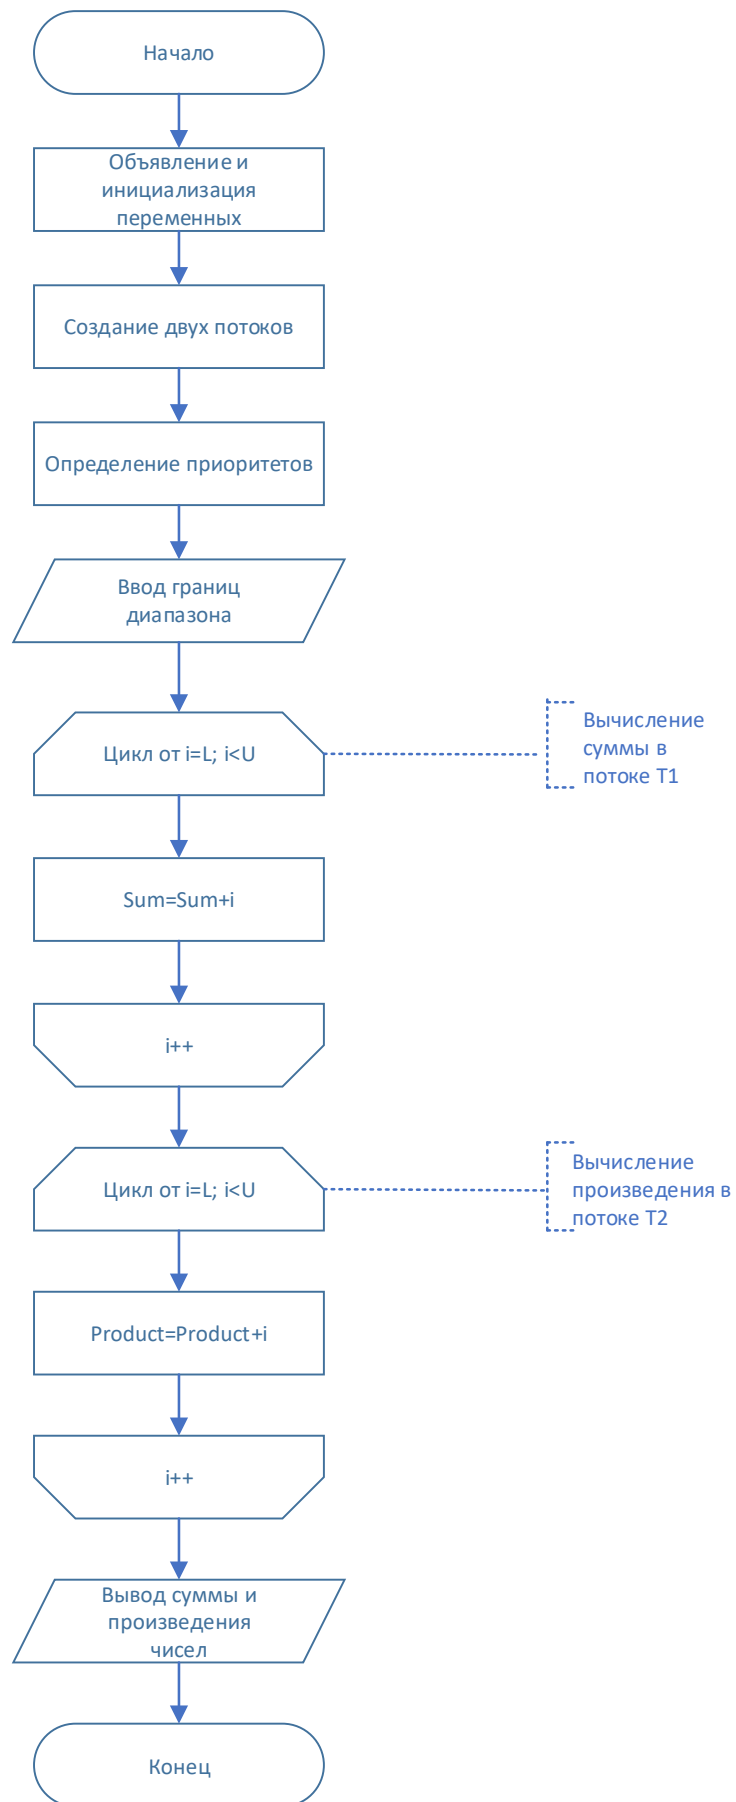 Начало
Объявление и
инициализация
переменных
Создание двух потоков
Определение приоритетов
Ввод границ
диапазона
Цикл от i=L; i<U
Вычисление
суммы в
потоке T1
Sum=Sum+i
i++
Цикл от i=L; i<U
Вычисление
произведения в
потоке T2
Product=Product+i
i++
Вывод суммы и
произведения
чисел
Конец